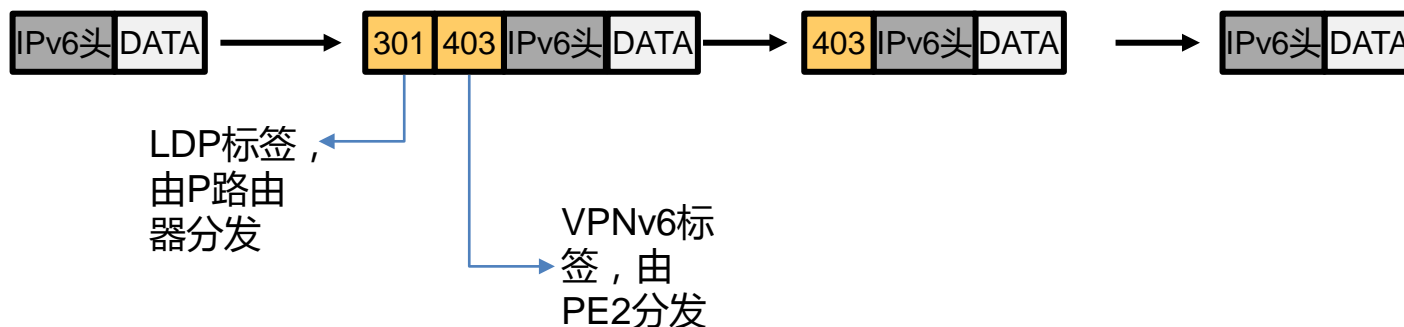 IPv6头 DATA 301 403 IPv6头 DATA 403 IPv6头 DATA IPv6头 DATA
LDP标签，
由P路由
器分发
VPNv6标
签，由
PE2分发